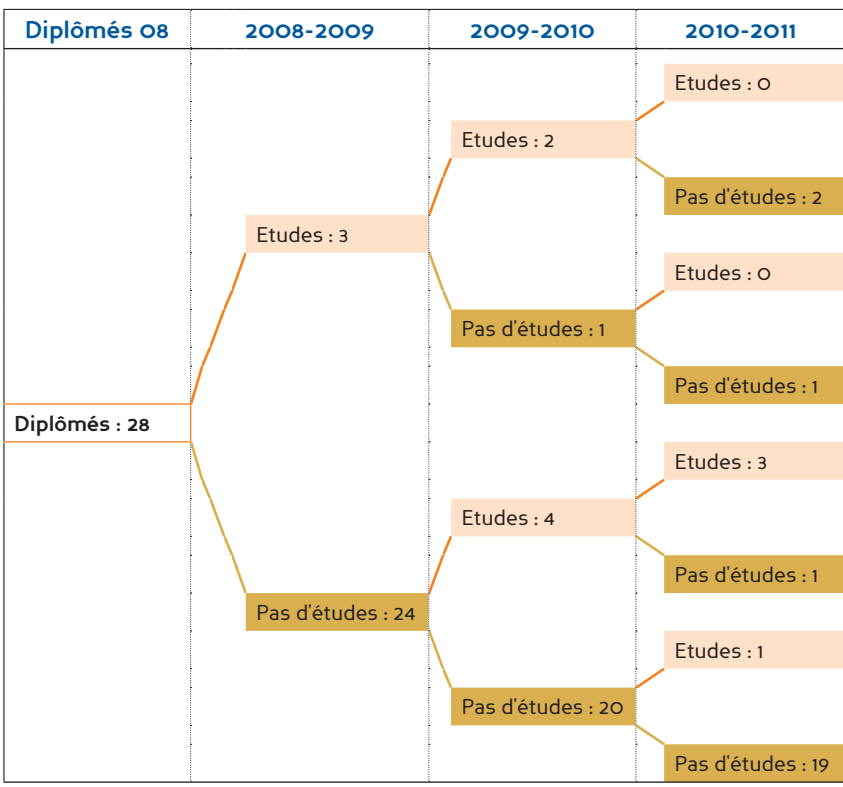 Diplômés 08 2008-2009 2009-2010 2010-2011
Etudes : 0
Etudes : 2
Pas d'études : 2
Etudes : 3
Etudes : 0
Pas d'études : 1
Pas d'études : 1
Diplômés : 28
Etudes : 3
Etudes : 4
Pas d'études : 1
Pas d'études : 24
Etudes : 1
Pas d'études : 20
Pas d'études : 19